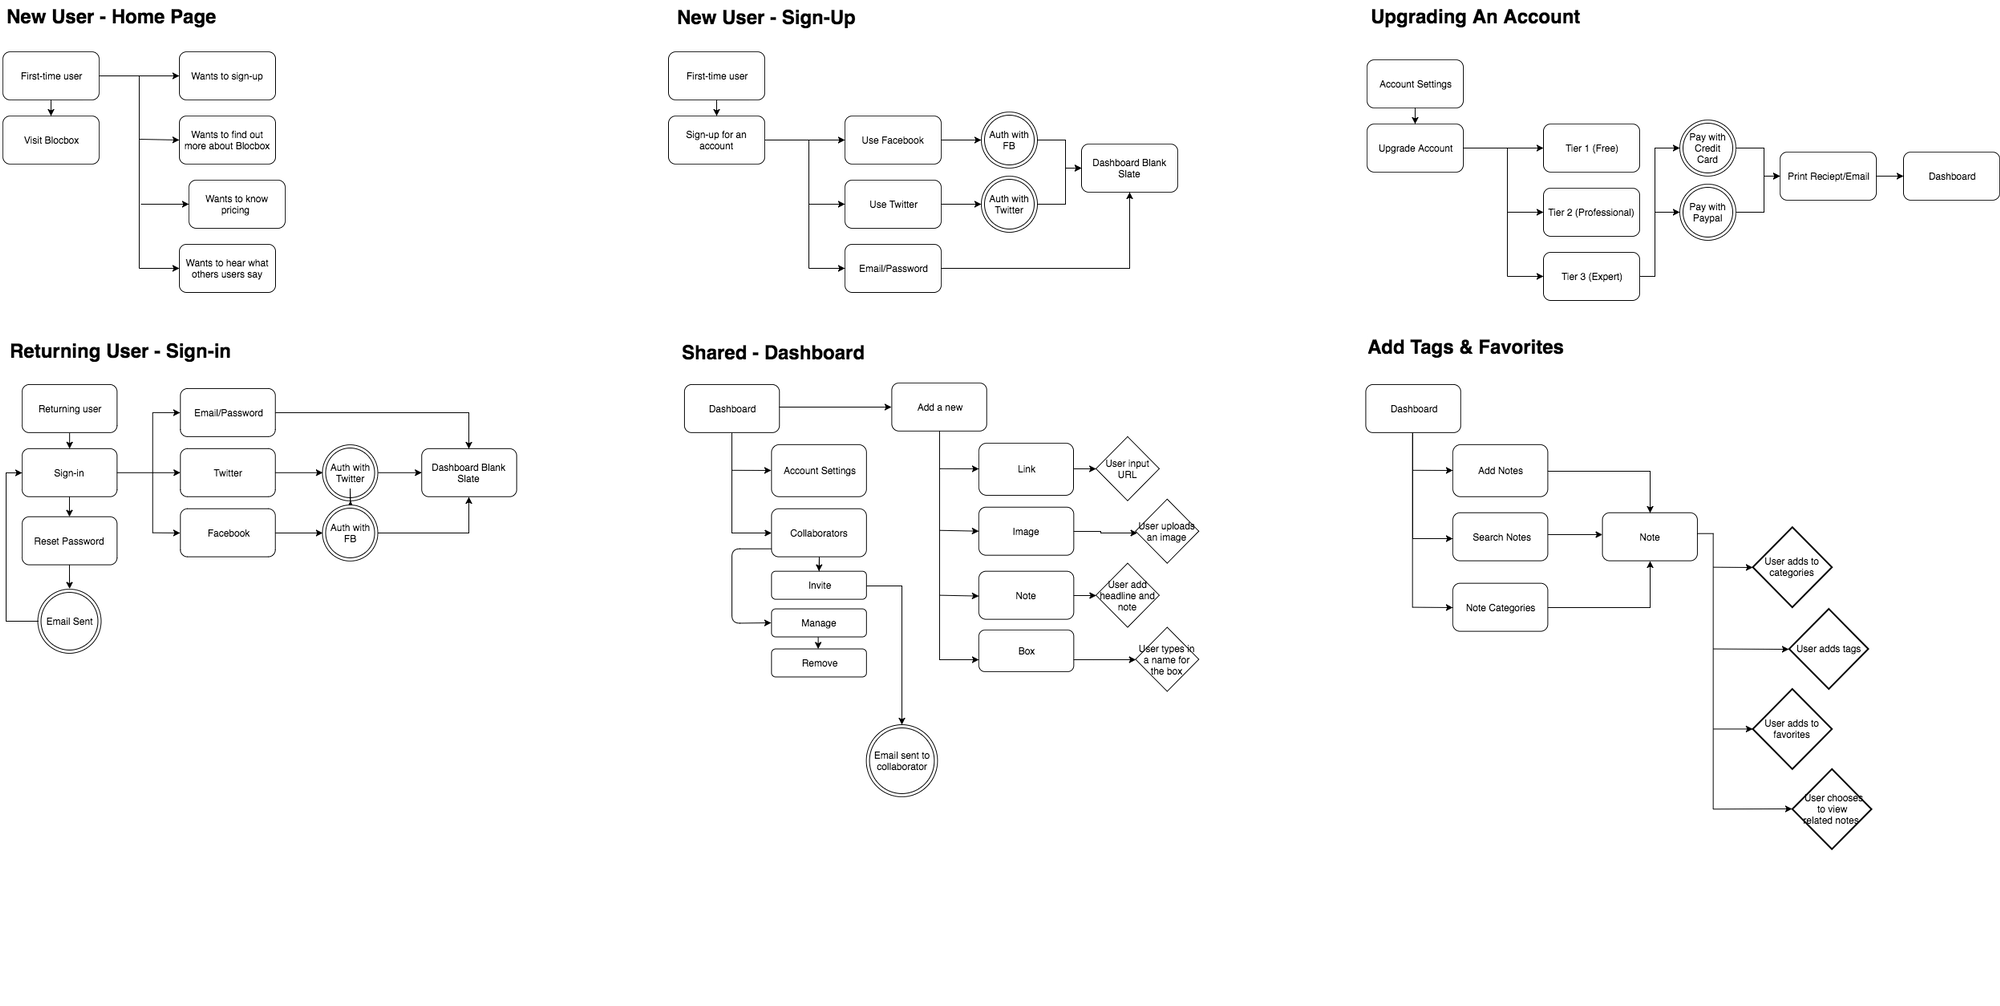 New User - Home Page
First-time user
Visit Blocbox
Wants to sign-up
Wants to find out
more about Blocbox
Wants to know
pricing
Wants to hear what
others users say
New User - Sign-Up
First-time user
Sign-up for an
account
Use Facebook
Auth with
FB
Use Twitter
Auth with
Twitter
Email/Password
Dashboard Blank
Slate
Upgrading An Account
Account Settings
Upgrade Account
Tier 1 (Free)
Tier 2 (Professional)
Tier 3 (Expert)
Pay with
Credit
Card
Pay with
Paypal
Print Reciept/Email
Dashboard
Returning User - Sign-in
Returning user
Sign-in
Reset Password
Email Sent
Email/Password
Twitter
Auth with
Twitter
Facebook
Auth with
FB
Dashboard Blank
Slate
Shared - Dashboard
Dashboard
Account Settings
Collaborators
Invite
Manage
Remove
Email sent to
collaborator
Add a new
Link
User input
URL
Image
User uploads
an image
Note
User add
headline and
note
Box
User types in
a name for
the box
Add Tags & Favorites
Dashboard
Add Notes
Search Notes
Note Categories
Note
User adds to
categories
User adds tags
User adds to
favorites
User chooses
to view
related notes